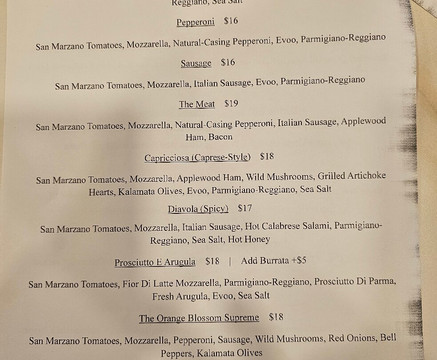 Reggiano, Sea Salt
Pepperoni $16
San Marzano Tomatoes, Mozzarella, Natural-Casing Pepperoni, Evoo, Parmigiano-Reggiano
Sausage $16
San Marzano Tomatoes, Mozzarella, Italian Sausage, Evoo, Parmigiano-Reggiano
The Meat $19
San Marzano Tomatoes, Mozzarella, Natural-Casing Pepperoni, Italian Sausage, Applewood
Ham, Bacon
Capricciosa (Caprese-Style) $18
San Marzano Tomatoes, Mozzarella, Applewood Ham, Wild Mushrooms, Grilled Artichoke
Hearts, Kalamata Olives, Evoo, Parmigiano-Reggiano, Sea Salt
Diavola (Spicy) $17
San Marzano Tomatoes, Mozzarella, Italian Sausage, Hot Calabrese Salami, Parmigiano-
Reggiano, Sea Salt, Hot Honey
Prosciutto E Arugula $18 | Add Burrata +$5
San Marzano Tomatoes, Fior Di Latte Mozzarella, Parmigiano-Reggiano, Prosciutto Di Parma,
Fresh Arugula, Evoo, Sea Salt
The Orange Blossom Supreme $18
San Marzano Tomatoes, Mozzarella, Pepperoni, Sausage, Wild Mushrooms, Red Onions, Bell
Peppers, Kalamata Olives